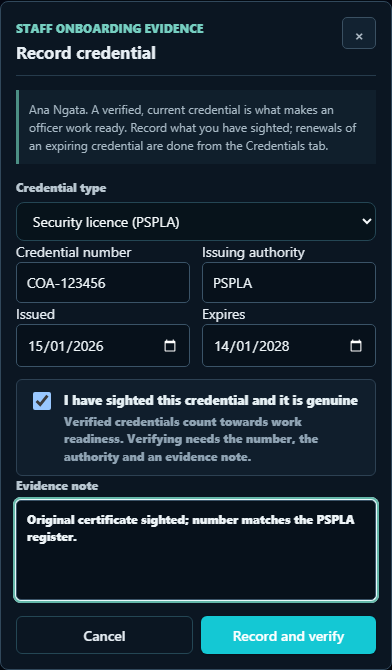 STAFF ONBOARDING EVIDENCE
Record credential
×
Ana Ngata. A verified, current credential is what makes an
officer work ready. Record what you have sighted; renewals of
an expiring credential are done from the Credentials tab.
Credential type
Security licence (PSPLA)
Credential number
Issuing authority
COA-123456
PSPLA
Issued
Expires
15/01/2026
14/01/2028
I have sighted this credential and it is genuine
Verified credentials count towards work
readiness. Verifying needs the number, the
authority and an evidence note.
Evidence note
Original certificate sighted; number matches the PSPLA
register.
Cancel
Record and verify